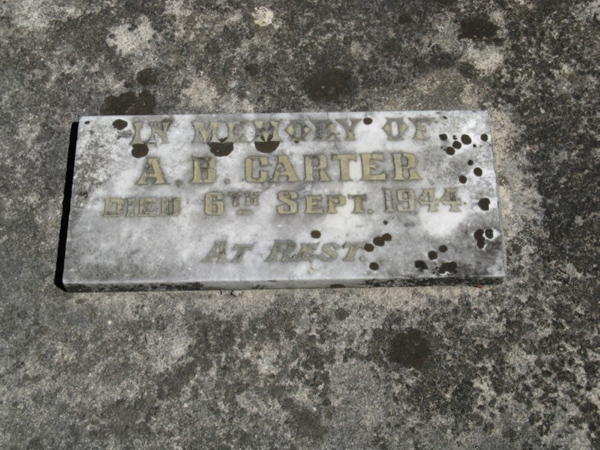 IN MEMORY OF
A. H. CARTER
DIED 6TH SEPT. 1944
AT REST.